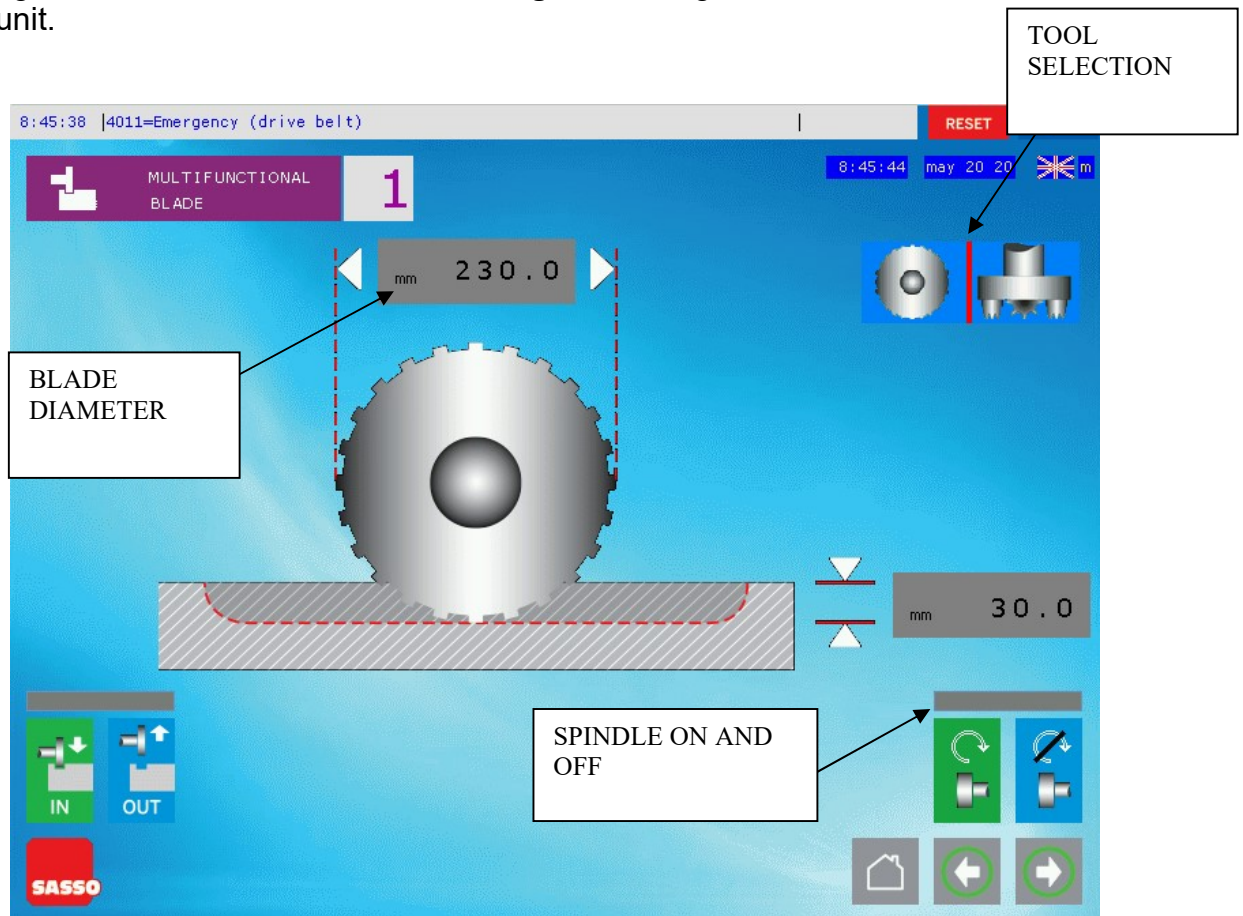 unit.
TOOL
SELECTION
8:45:38 |4011=Emergency (drive belt) |
RESET
MULTIFUNCTIONAL
BLADE
1
8:45:44 may 20 20 m
mm 230.0
BLADE
DIAMETER
mm 30.0
SPINDLE ON AND
OFF
IN OUT
SASSO